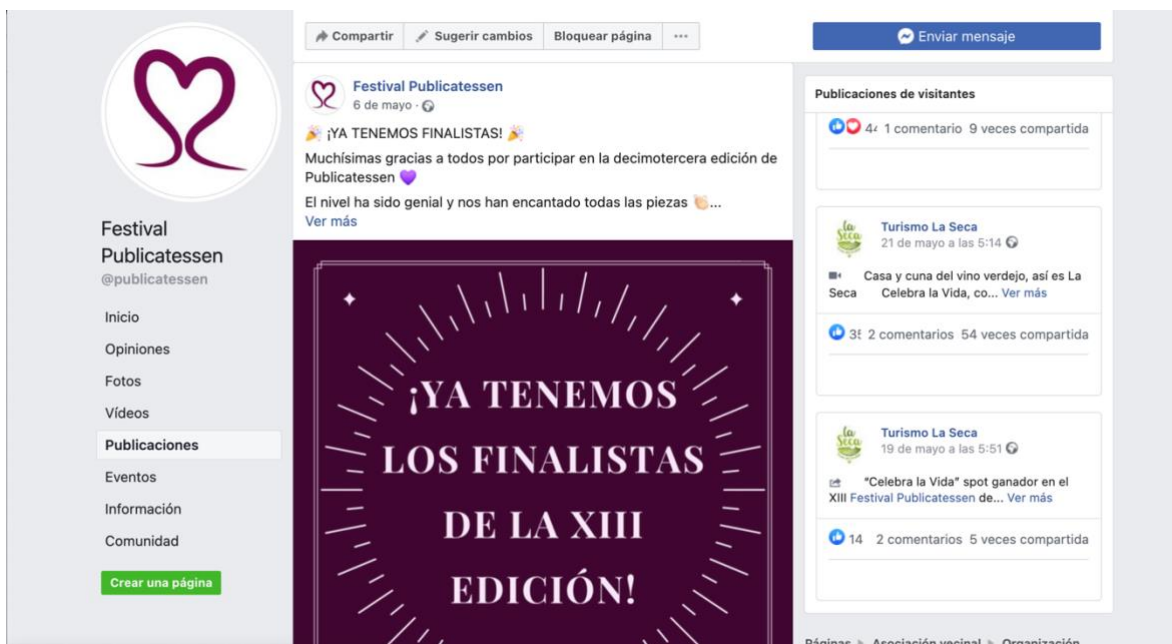 Festival
Publicatessen
@publicatessen
Inicio
Opiniones
Fotos
Vídeos
Publicaciones
Eventos
Información
Comunidad
Crear una página
Compartir
Sugerir cambios
Bloquear página
Festival Publicatessen
6 de mayo ·
¡YA TENEMOS FINALISTAS!
Muchísimas gracias a todos por participar en la decimotercera edición de
Publicatessen
El nivel ha sido genial y nos han encantado todas las piezas ...
Ver más
¡YA TENEMOS
LOS FINALISTAS
DE LA XIII
EDICIÓN!
Enviar mensaje
Publicaciones de visitantes
1 comentario 9 veces compartida
la Seca
Turismo La Seca
21 de mayo a las 5:14
Casa y cuna del vino verdejo, así es La
Seca Celebra la Vida, co... Ver más
2 comentarios 54 veces compartida
la Seca
Turismo La Seca
19 de mayo a las 5:51
"Celebra la Vida" spot ganador en el
XIII Festival Publicatessen de... Ver más
14 2 comentarios 5 veces compartida
Páginas Asociación vecinal Organización